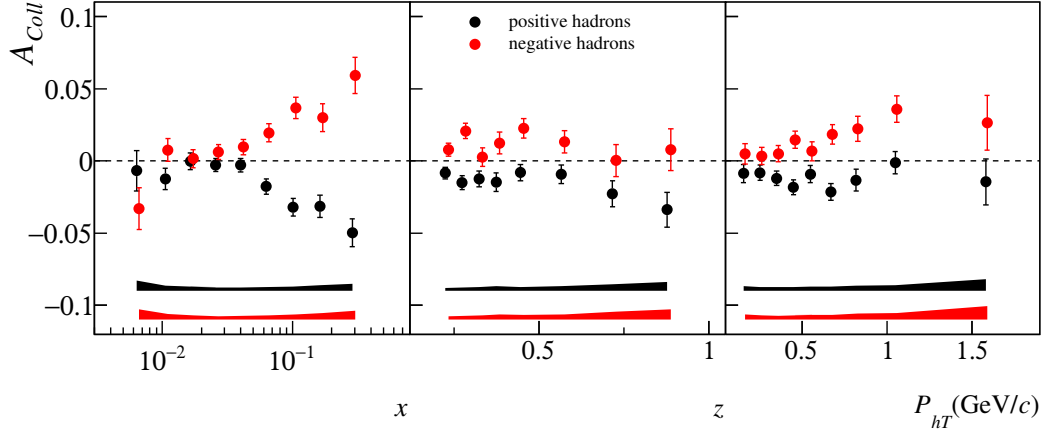 A_Coll
0.1
0.05
0
−0.05
−0.1
positive hadrons
negative hadrons
10⁻² 10⁻¹ 0.5 1 0.5 1 1.5
x z P_hT(GeV/c)